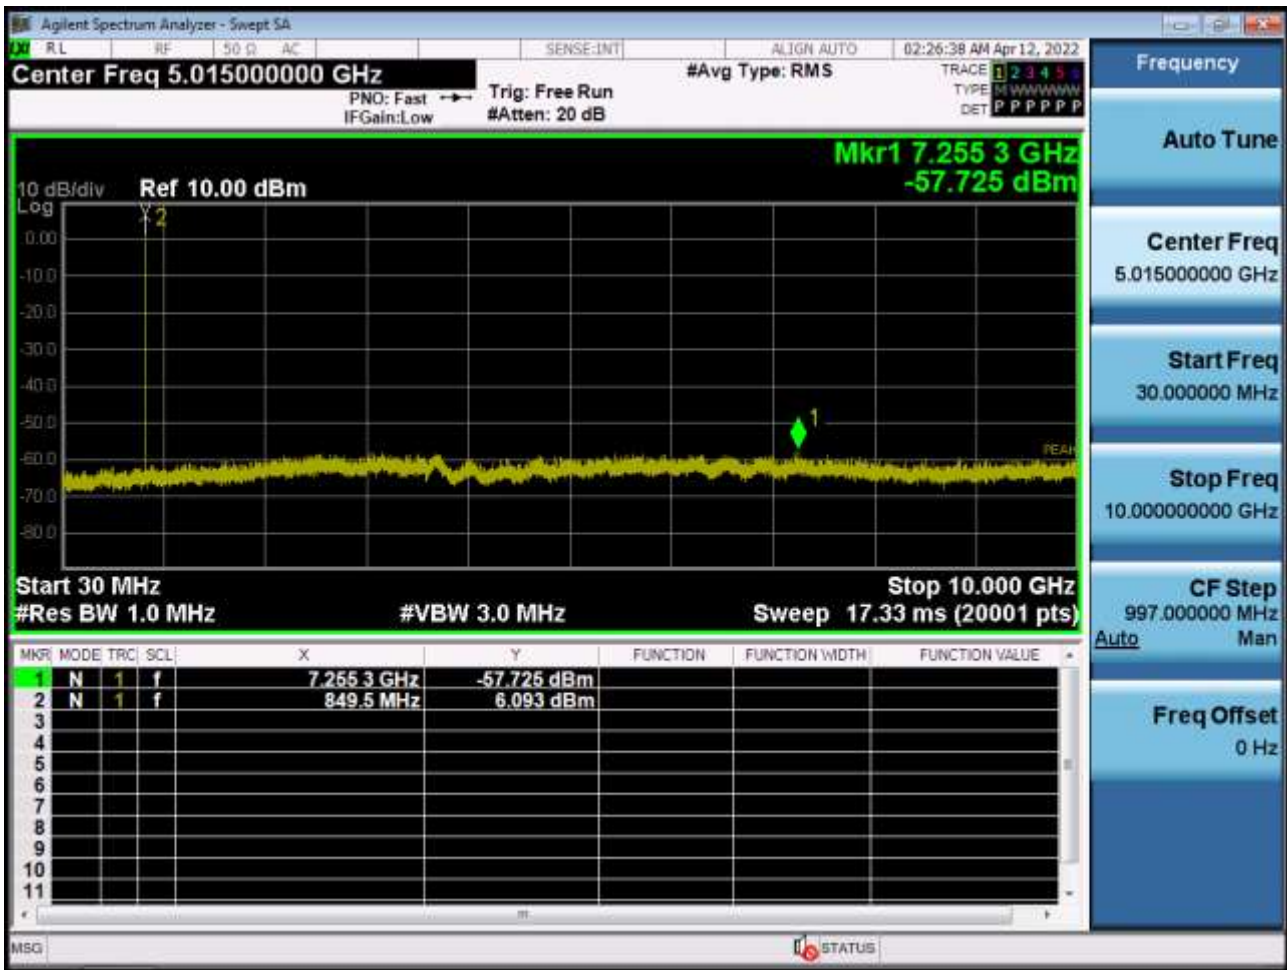 Agilent Spectrum Analyzer - Swept SA
LXI RL RF 50 Ω AC SENSE:INT ALIGN AUTO 02:26:38 AM Apr 12, 2022
Center Freq 5.015000000 GHz
PNO: Fast
IFGain:Low
Trig: Free Run
#Atten: 20 dB
#Avg Type: RMS
TRACE 1 2 3 4 5 6
TYPE M WWWWW
DET P P P P P P
Mkr1 7.255 3 GHz
-57.725 dBm
10 dB/div Ref 10.00 dBm
Log
0.00
-10.0
-20.0
-30.0
-40.0
-50.0
-60.0
-70.0
-80.0
2
1
PEAK
Start 30 MHz Stop 10.000 GHz
#Res BW 1.0 MHz #VBW 3.0 MHz Sweep 17.33 ms (20001 pts)
MKR MODE TRC SCL X Y FUNCTION FUNCTION WIDTH FUNCTION VALUE
1 N 1 f 7.255 3 GHz -57.725 dBm
2 N 1 f 849.5 MHz 6.093 dBm
3
4
5
6
7
8
9
10
11
MSG STATUS
Frequency
Auto Tune
Center Freq
5.015000000 GHz
Start Freq
30.000000 MHz
Stop Freq
10.000000000 GHz
CF Step
997.000000 MHz
Auto Man
Freq Offset
0 Hz